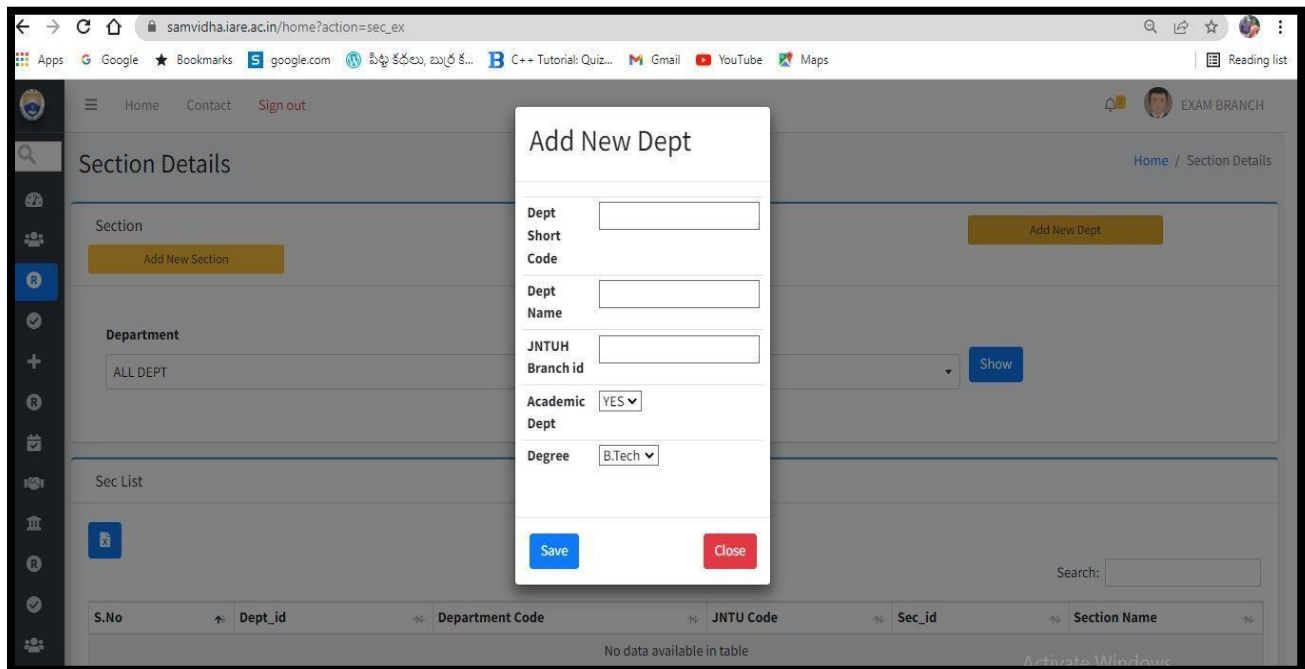 samvidha.iare.ac.in/home?action=sec_ex
Apps Google Bookmarks google.com పిట్ట కథలు, బుర్ర క... C++ Tutorial: Quiz... Gmail YouTube Maps Reading list
Home Contact Sign out EXAM BRANCH
Section Details Home / Section Details
Section Add New Dept
Add New Section
Department
ALL DEPT Show
Add New Dept
Dept Short Code
Dept Name
JNTUH Branch id
Academic Dept YES
Degree B.Tech
Save Close
Sec List
Search:
S.No Dept_id Department Code JNTU Code Sec_id Section Name
No data available in table
Activate Windows